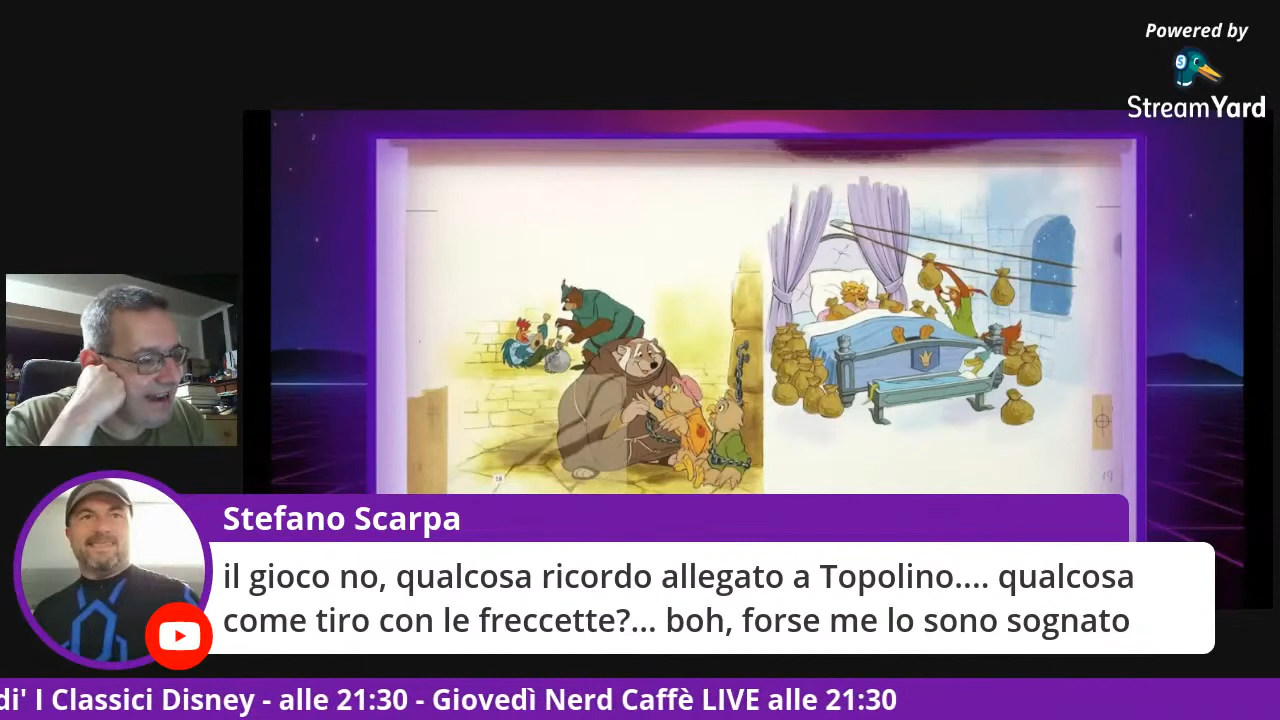 Powered by
StreamYard
Stefano Scarpa
il gioco no, qualcosa ricordo allegato a Topolino.... qualcosa
come tiro con le freccette?... boh, forse me lo sono sognato
di' I Classici Disney - alle 21:30 - Giovedì Nerd Caffè LIVE alle 21:30